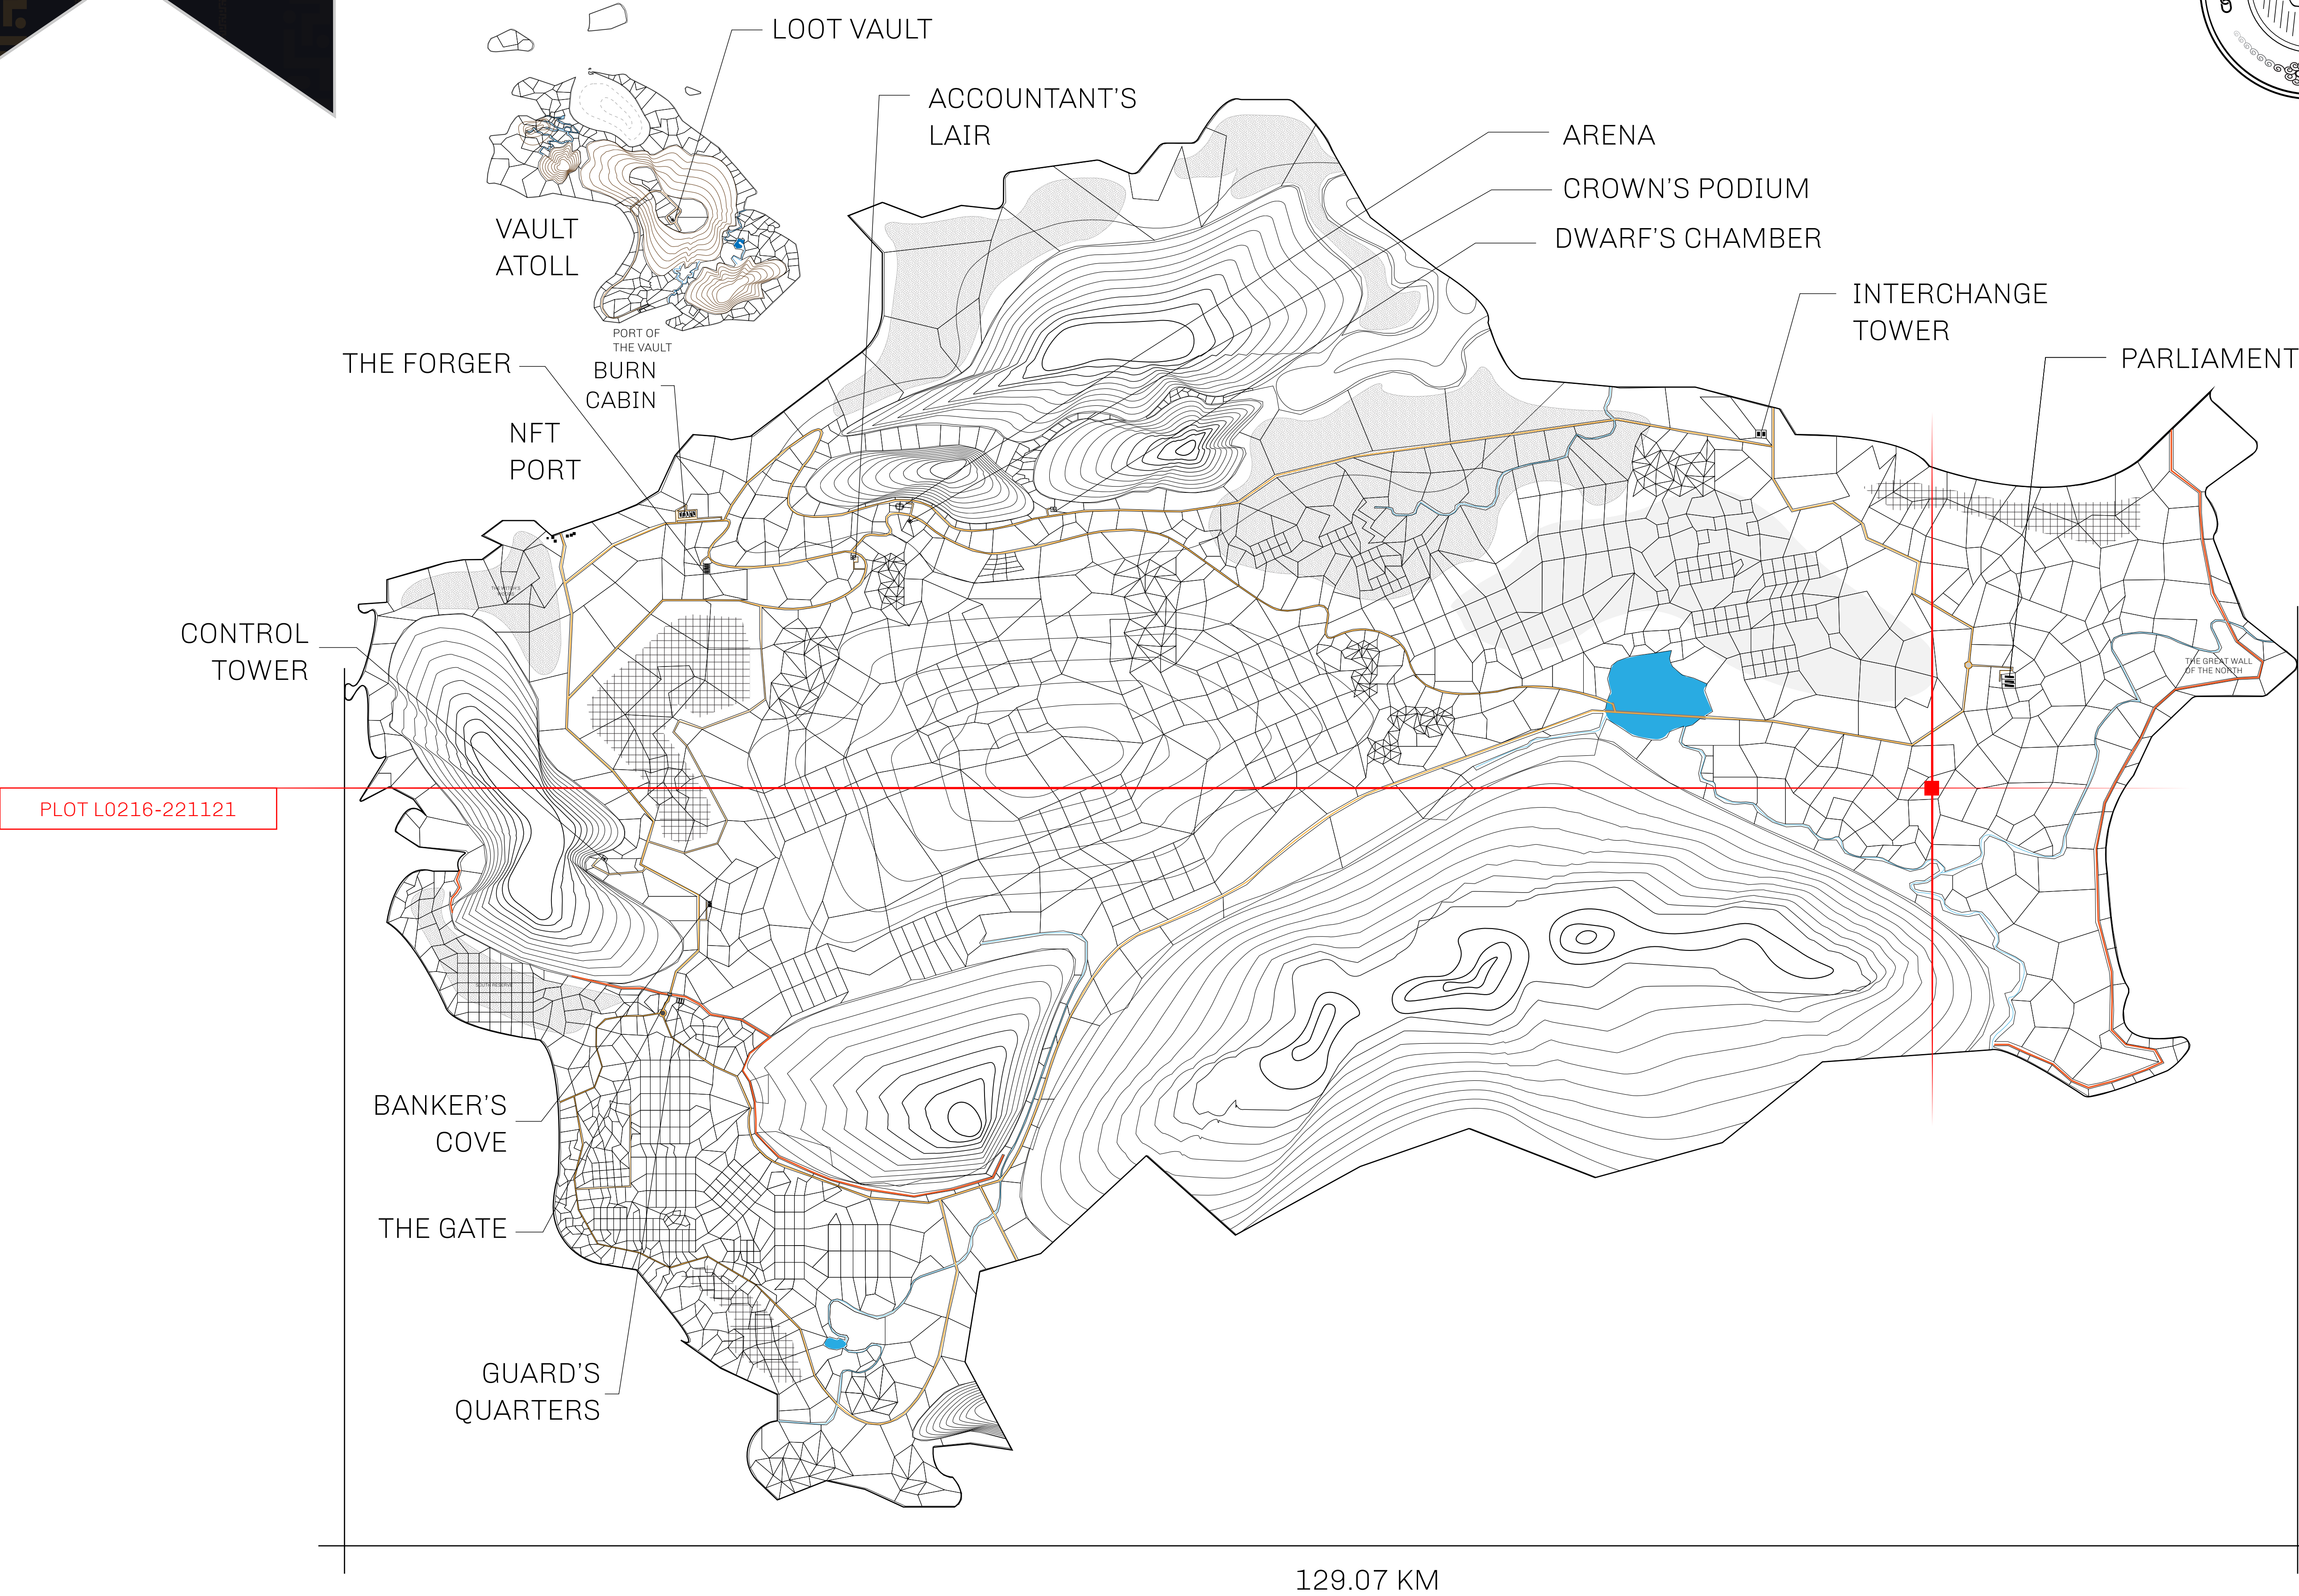 LOOT VAULT
ACCOUNTANT'S
LAIR
ARENA
CROWN'S PODIUM
DWARF'S CHAMBER
VAULT
ATOLL
INTERCHANGE
TOWER
PORT OF
THE VAULT
PARLIAMENT
THE FORGER
BURN
CABIN
NFT
PORT
CONTROL
TOWER
THE GREAT WALL
OF THE NORTH
PLOT L0216-221121
SOUTH RESERVE
BANKER'S
COVE
THE GATE
GUARD'S
QUARTERS
129.07 KM